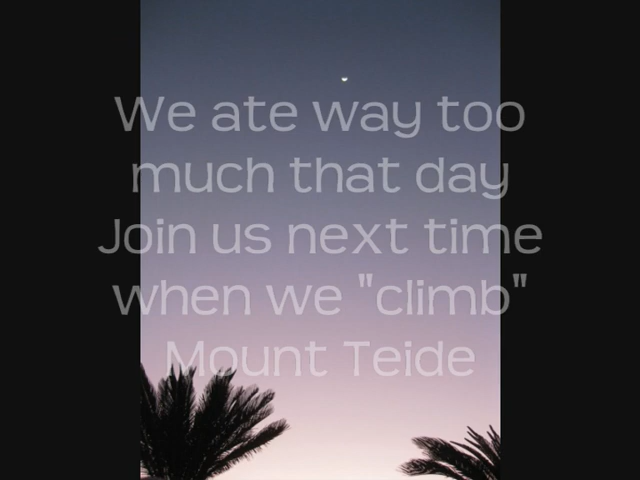 We ate way too
much that day
Join us next time
when we "climb"
Mount Teide